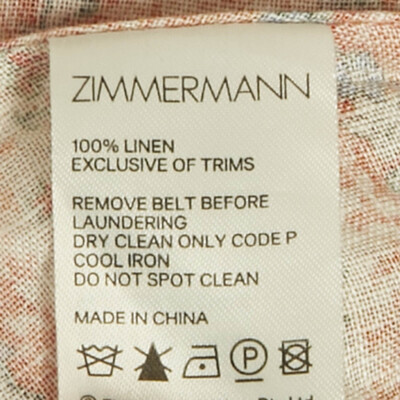 ZIMMERMANN
100% LINEN
EXCLUSIVE OF TRIMS
REMOVE BELT BEFORE
LAUNDERING
DRY CLEAN ONLY CODE P
COOL IRON
DO NOT SPOT CLEAN
MADE IN CHINA
P